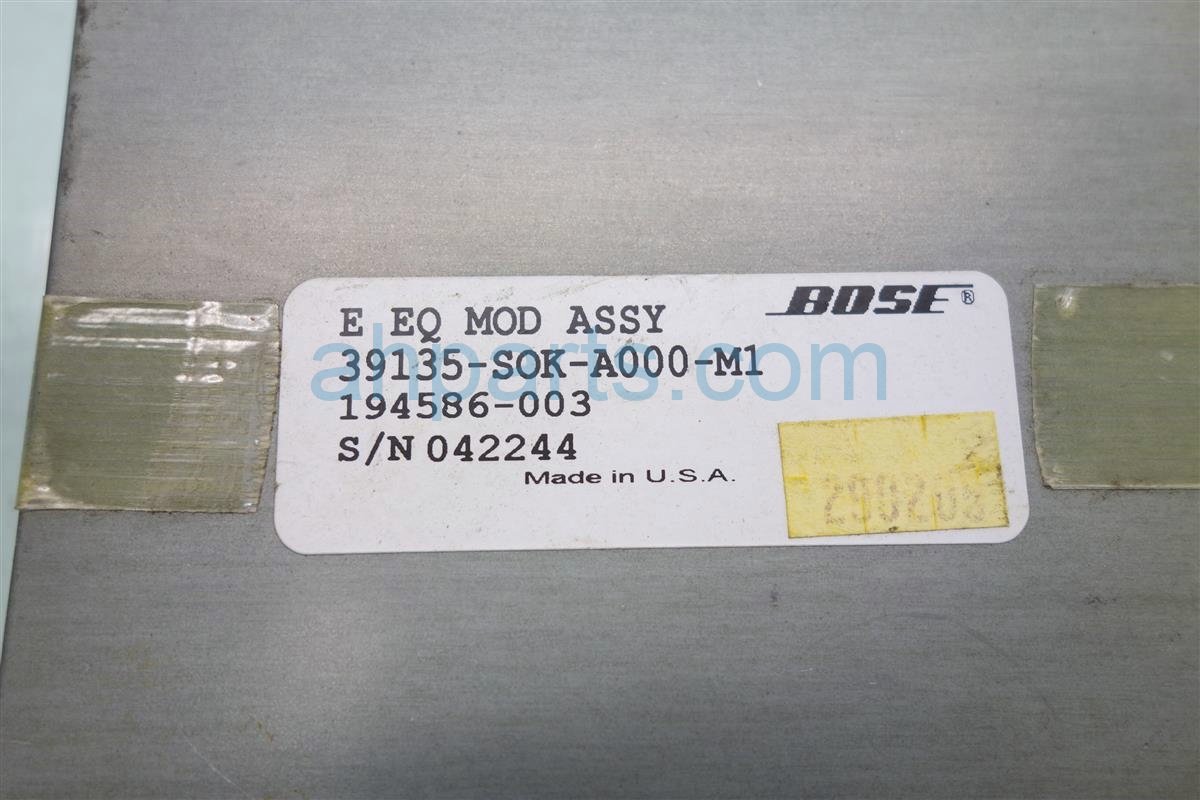 E EQ MOD ASSY
BOSE ®
39135-SOK-A000-M1
194586-003
S/N 042244
Made in U.S.A.
ahparts.com